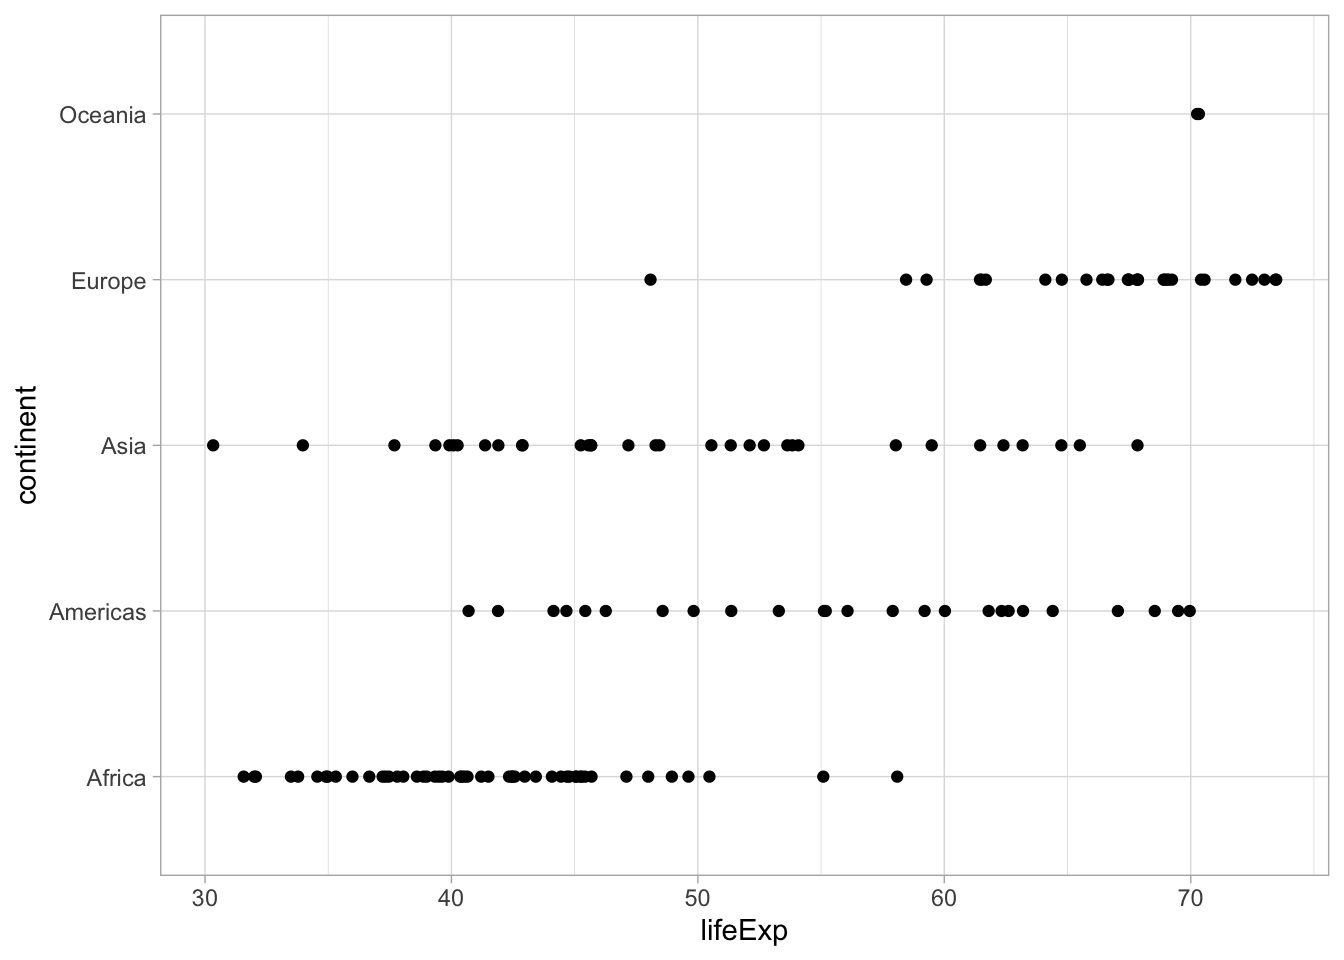 Oceania
Europe
Asia
Americas
Africa
continent
30 40 50 60 70
lifeExp